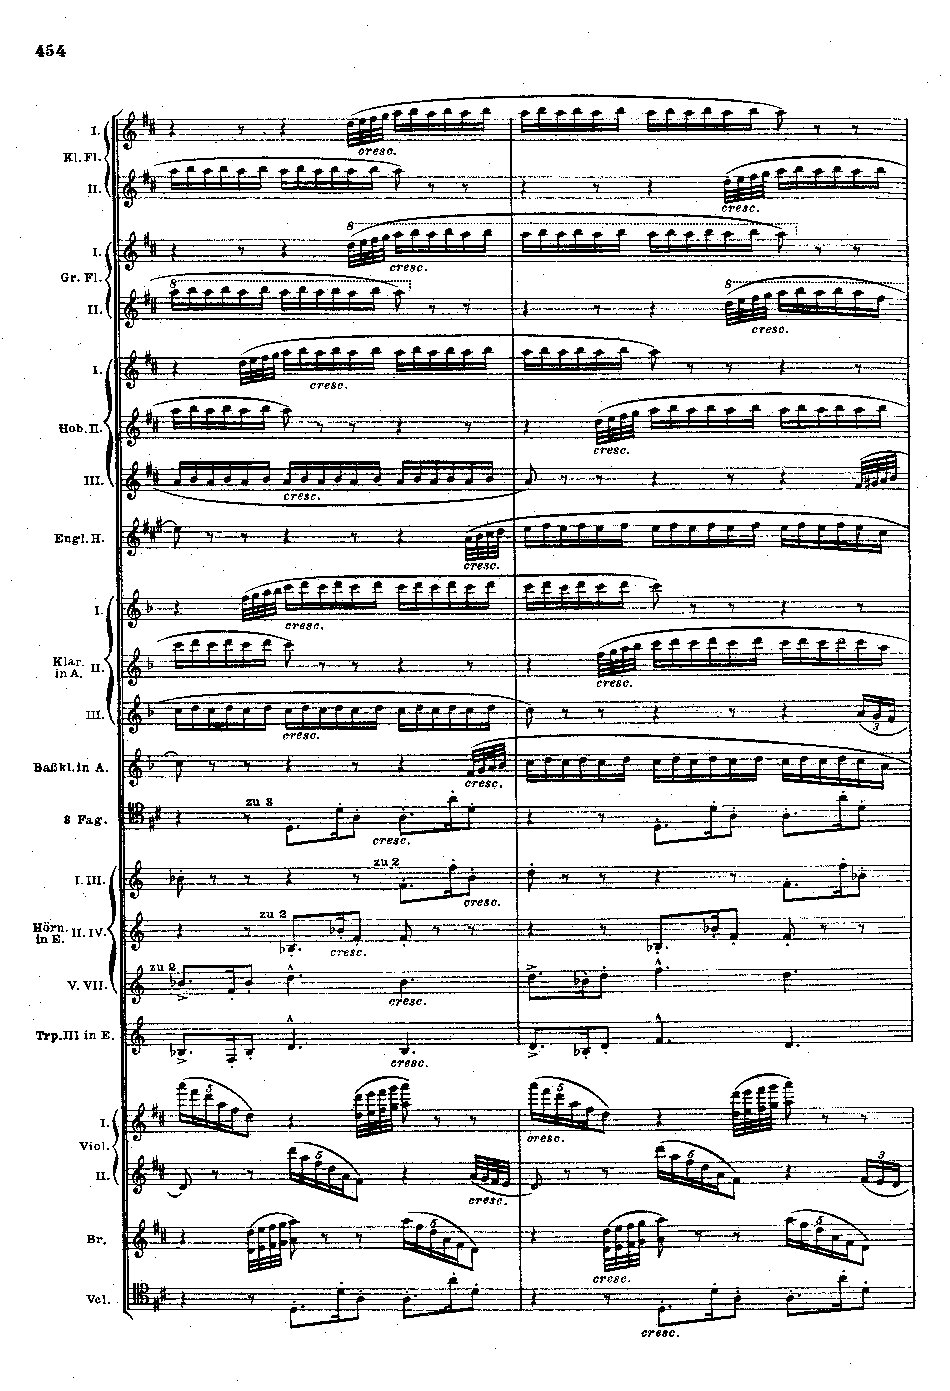 454
I.
Kl. Fl.
cresc.
II.
cresc.
8
I.
Gr. Fl.
cresc.
8
8
II.
cresc.
I.
cresc.
Hob. II.
cresc.
III.
cresc.
Engl. H.
cresc.
I.
cresc.
Klar. II.
in A.
cresc.
III.
cresc.
3
Baßkl. in A.
cresc.
zu 3
3 Fag.
cresc.
zu 2
I. III.
cresc.
zu 2
Hörn. II. IV.
in E.
cresc.
zu 2
V. VII.
cresc.
Trp. III in E.
cresc.
5
5
I.
cresc.
Viol.
5
5
3
II.
cresc.
5
5
Br.
cresc.
Vcl.
cresc.